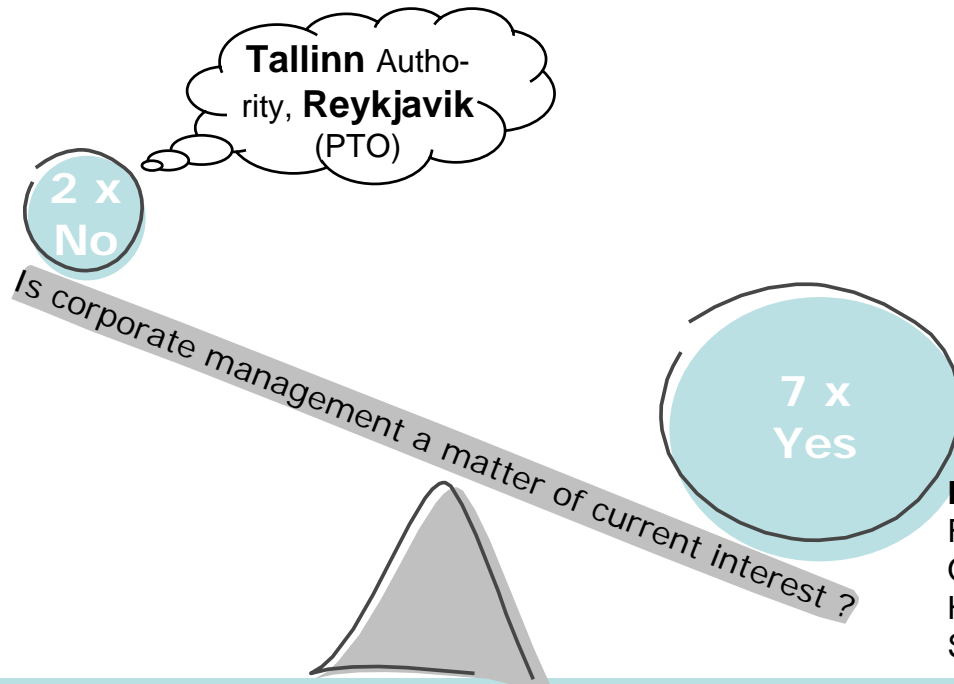 Tallinn Autho-
rity, Reykjavik
(PTO)
2 x
No
Is corporate management a matter of current interest ?
7 x
Yes